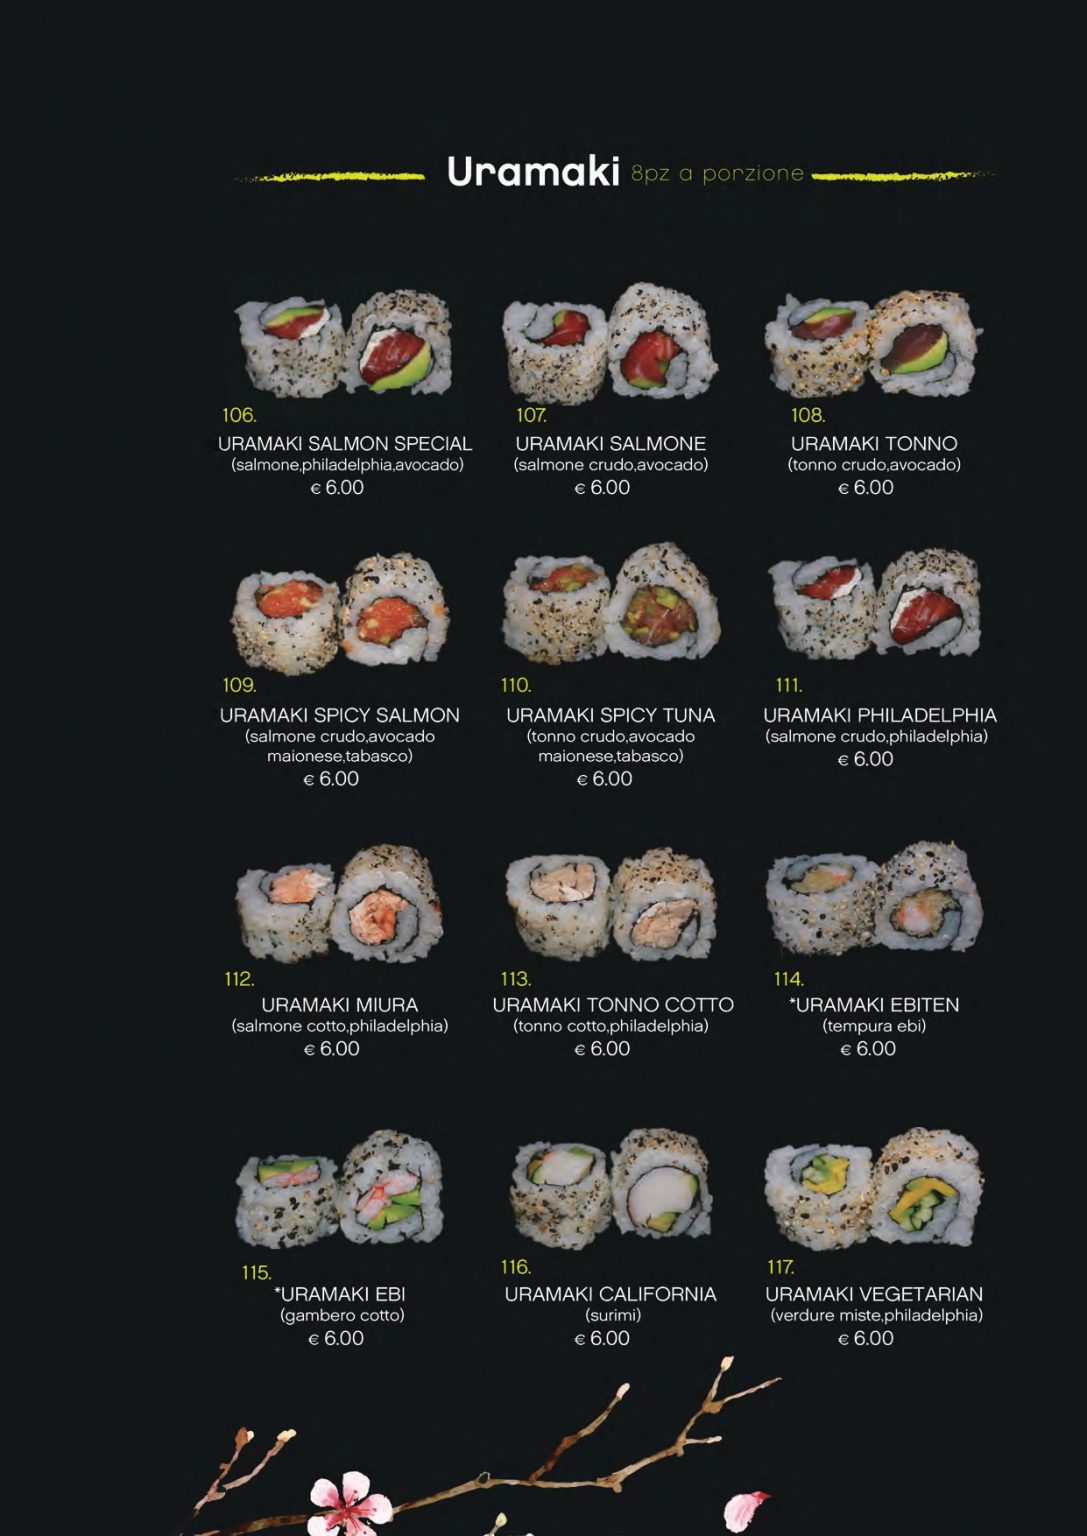 Uramaki 8pz a porzione
106.
URAMAKI SALMON SPECIAL
(salmone,philadelphia,avocado)
€ 6.00
107.
URAMAKI SALMONE
(salmone crudo,avocado)
€ 6.00
108.
URAMAKI TONNO
(tonno crudo,avocado)
€ 6.00
109.
URAMAKI SPICY SALMON
(salmone crudo,avocado
maionese,tabasco)
€ 6.00
110.
URAMAKI SPICY TUNA
(tonno crudo,avocado
maionese,tabasco)
€ 6.00
111.
URAMAKI PHILADELPHIA
(salmone crudo,philadelphia)
€ 6.00
112.
URAMAKI MIURA
(salmone cotto,philadelphia)
€ 6.00
113.
URAMAKI TONNO COTTO
(tonno cotto,philadelphia)
€ 6.00
114.
*URAMAKI EBITEN
(tempura ebi)
€ 6.00
115.
*URAMAKI EBI
(gambero cotto)
€ 6.00
116.
URAMAKI CALIFORNIA
(surimi)
€ 6.00
117.
URAMAKI VEGETARIAN
(verdure miste,philadelphia)
€ 6.00